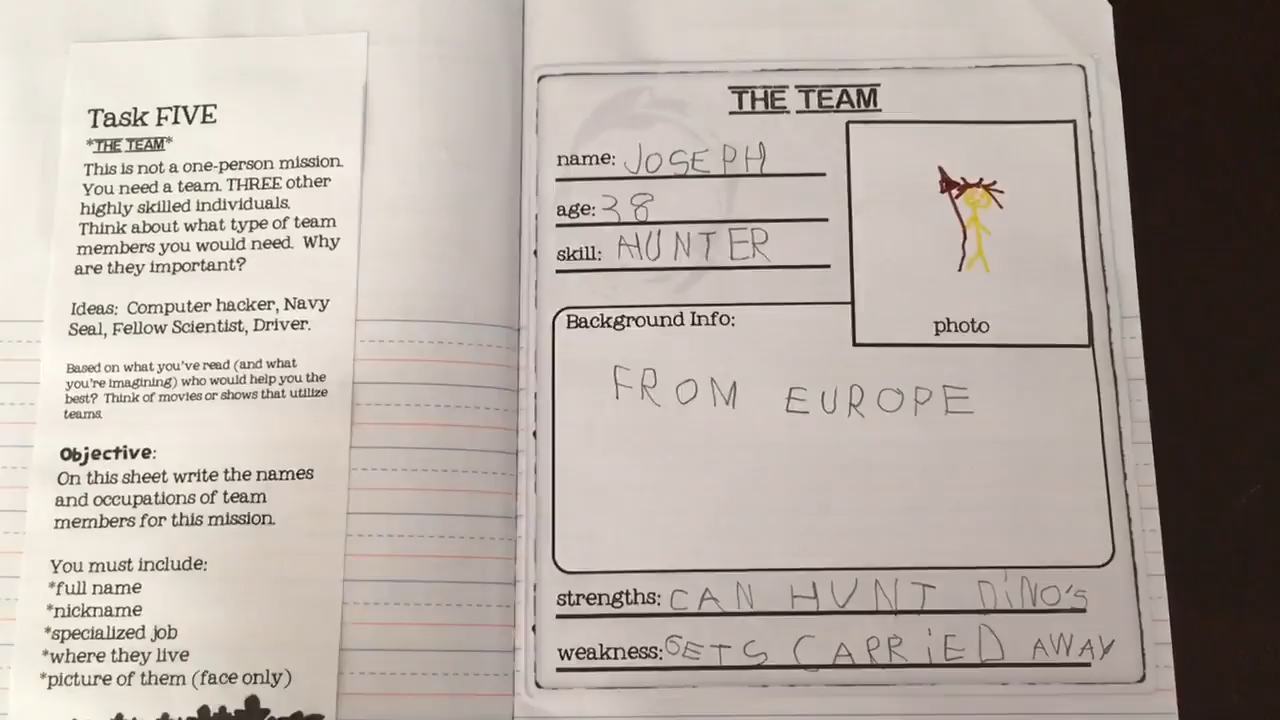 Task FIVE
*THE TEAM*
This is not a one-person mission.
You need a team. THREE other
highly skilled individuals.
Think about what type of team
members you would need. Why
are they important?
Ideas: Computer hacker, Navy
Seal, Fellow Scientist, Driver.
Based on what you've read (and what
you're imagining) who would help you the
best? Think of movies or shows that utilize
teams.
Objective:
On this sheet write the names
and occupations of team
members for this mission.
You must include:
*full name
*nickname
*specialized job
*where they live
*picture of them (face only)
THE TEAM
name: JOSEPH
age: 38
skill: HUNTER
photo
Background Info:
FROM EUROPE
strengths: CAN HUNT DiNO's
weakness: GETS CARRiED AWAY